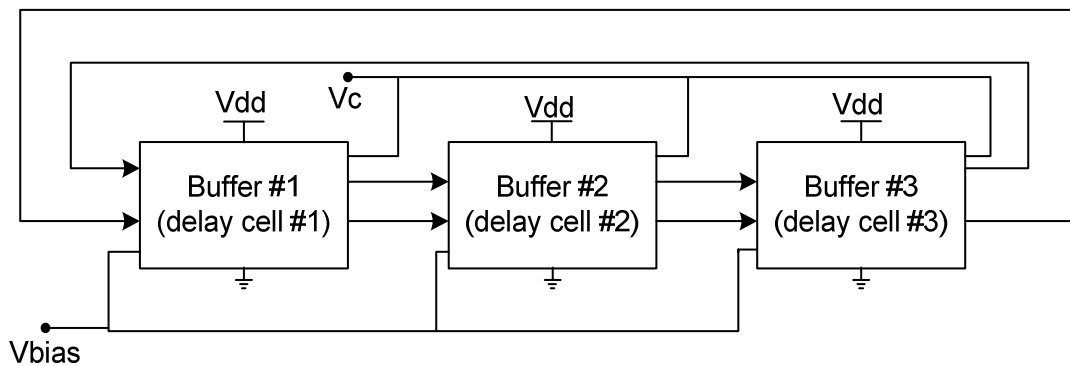 Vc
Vdd
Vdd
Vdd
Buffer #1
(delay cell #1)
Buffer #2
(delay cell #2)
Buffer #3
(delay cell #3)
Vbias